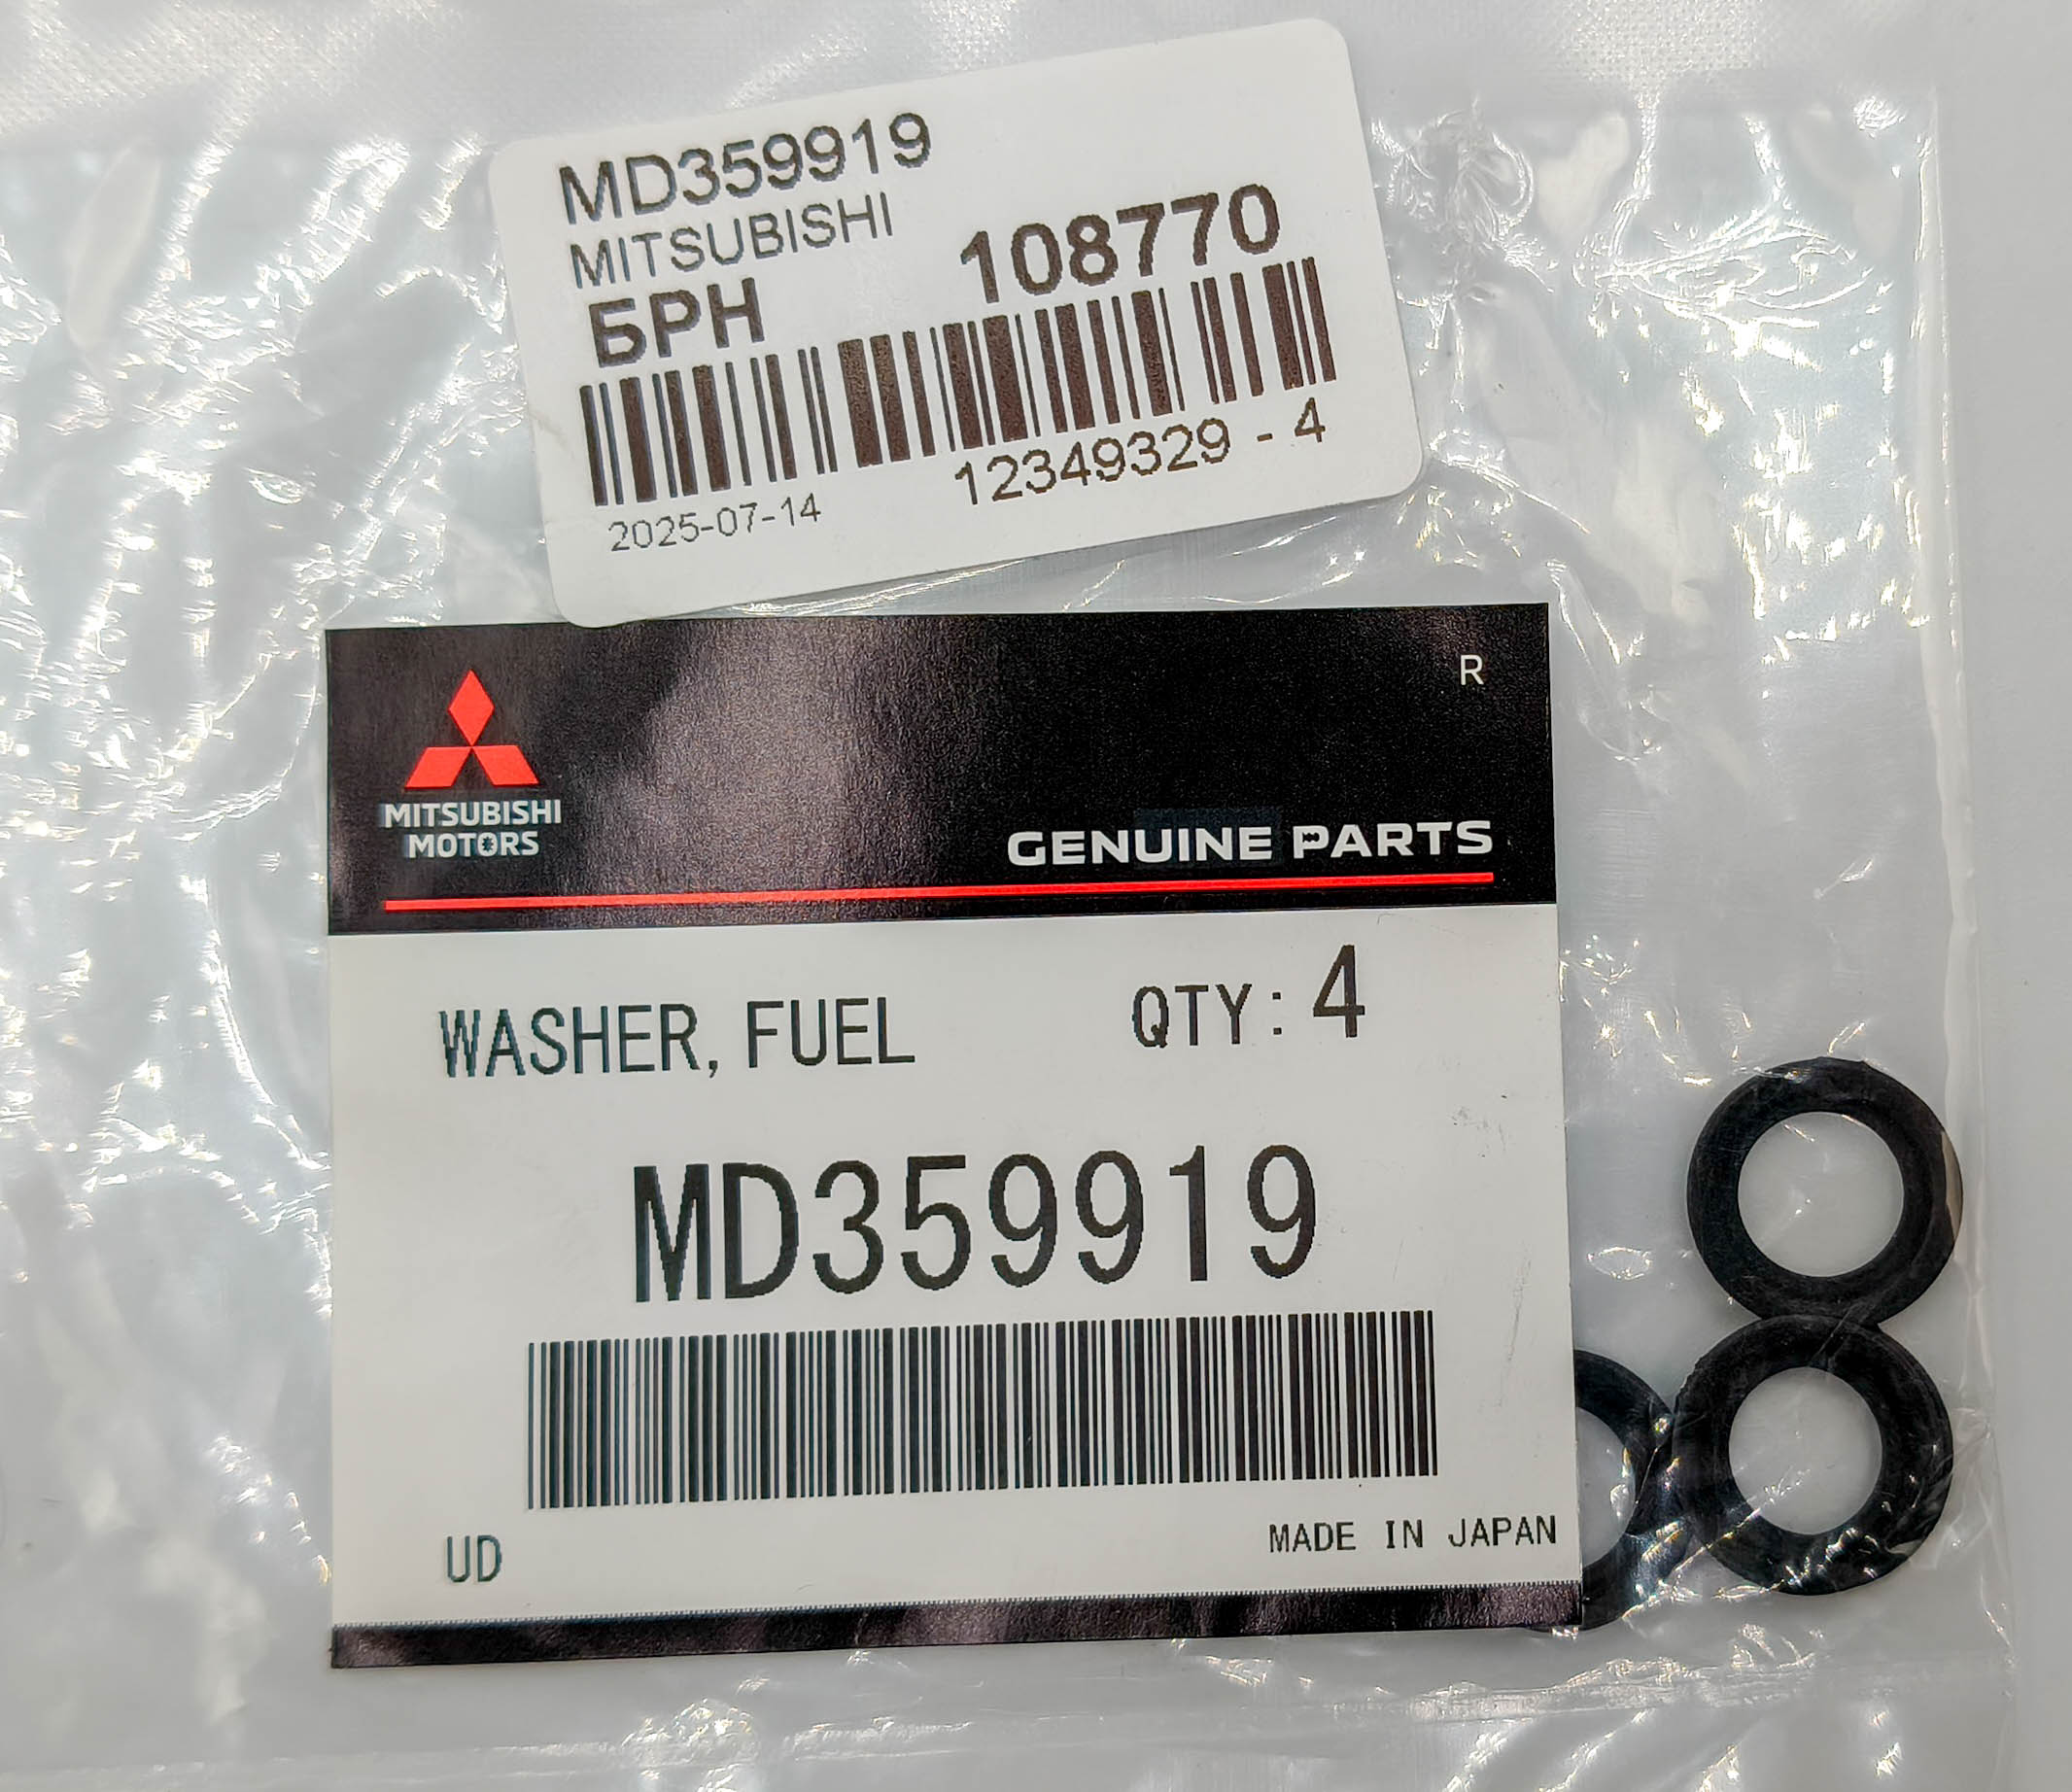 MD359919
MITSUBISHI
БРН 108770
2025-07-14 12349329 - 4
R
MITSUBISHI
MOTORS
GENUINE PARTS
WASHER, FUEL QTY: 4
MD359919
UD MADE IN JAPAN